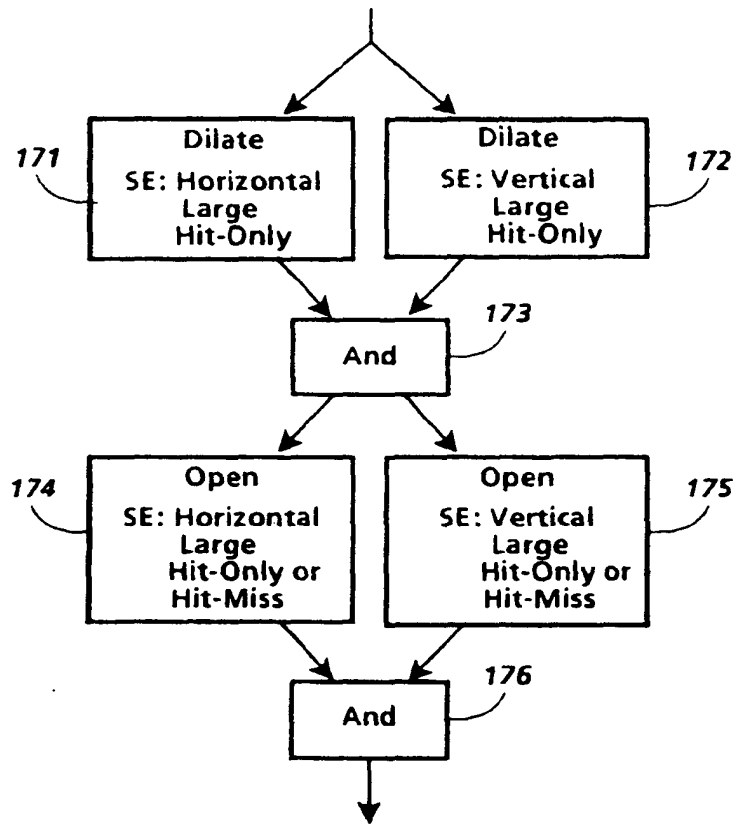 171
Dilate
SE: Horizontal
Large
Hit-Only
Dilate
SE: Vertical
Large
Hit-Only
172
173
And
174
Open
SE: Horizontal
Large
Hit-Only or
Hit-Miss
Open
SE: Vertical
Large
Hit-Only or
Hit-Miss
175
176
And